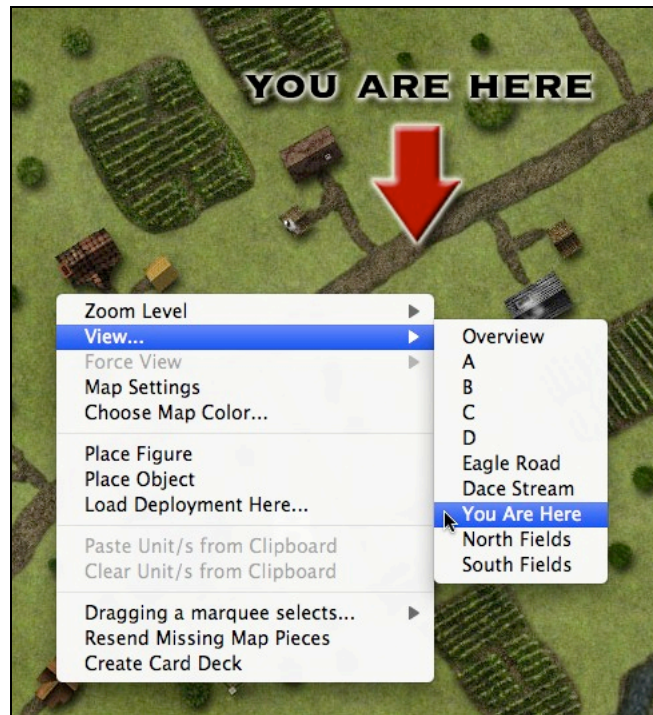 YOU ARE HERE
Zoom Level
View...
Force View
Map Settings
Choose Map Color...
Place Figure
Place Object
Load Deployment Here...
Paste Unit/s from Clipboard
Clear Unit/s from Clipboard
Dragging a marquee selects...
Resend Missing Map Pieces
Create Card Deck
Overview
A
B
C
D
Eagle Road
Dace Stream
You Are Here
North Fields
South Fields